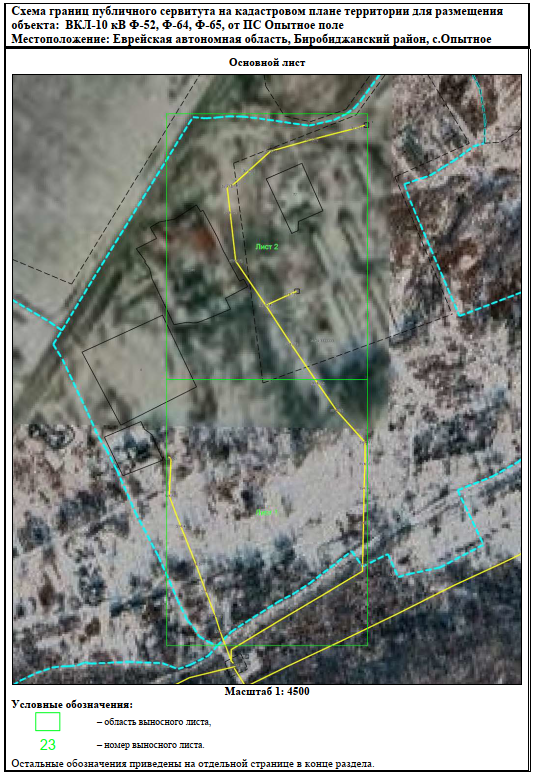 Схема границ публичного сервитута на кадастровом плане территории для размещения
объекта: ВКЛ-10 кВ Ф-52, Ф-64, Ф-65, от ПС Опытное поле
Местоположение: Еврейская автономная область, Биробиджанский район, с.Опытное
Основной лист
Лист 2
Масштаб 1: 4500
Условные обозначения:
– область выносного листа,
23 – номер выносного листа.
Остальные обозначения приведены на отдельной странице в конце раздела.